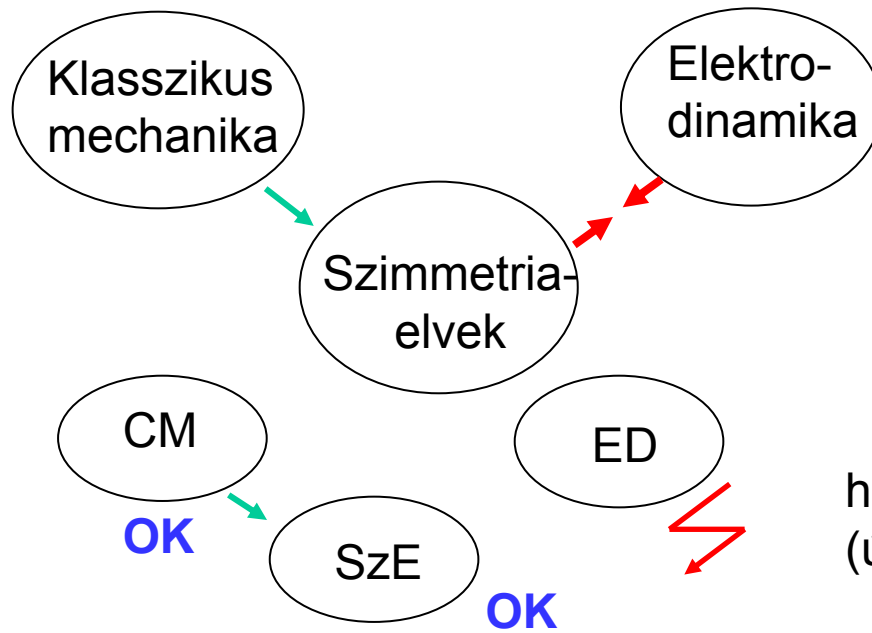 Klasszikus
mechanika
Elektro-
dinamika
Szimmetria-
elvek
CM
OK
SzE
OK
ED